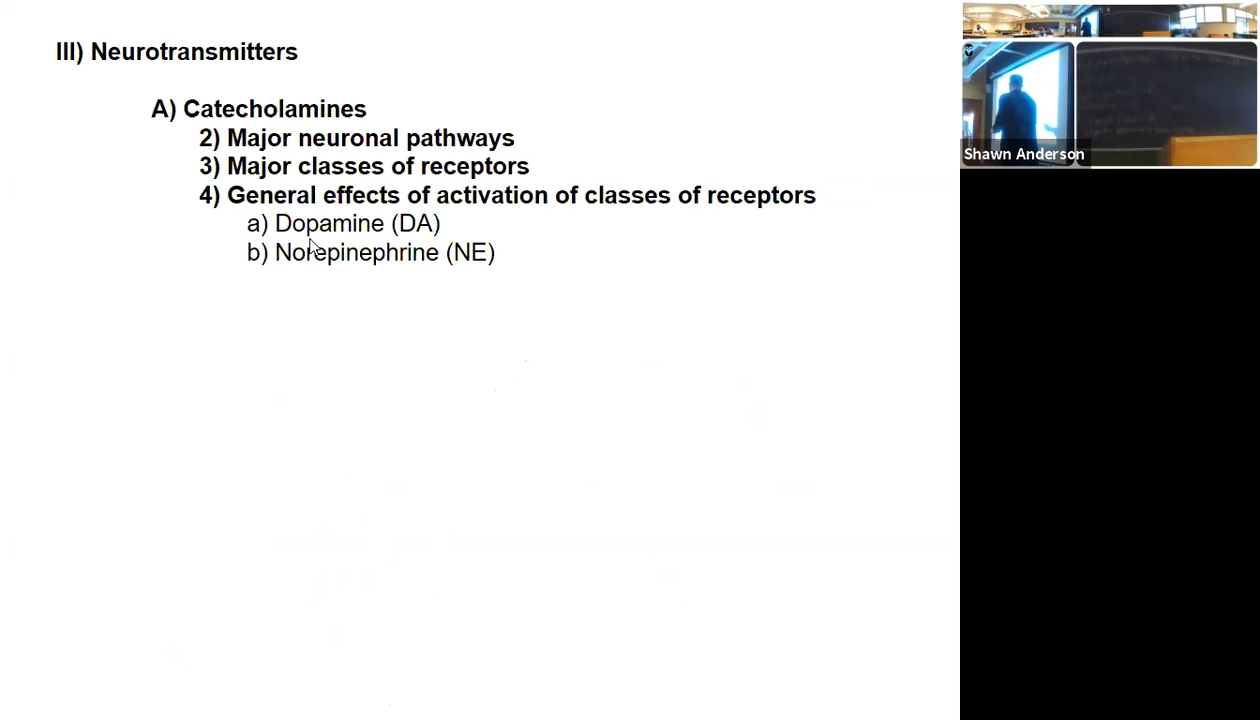 III) Neurotransmitters
A) Catecholamines
2) Major neuronal pathways
3) Major classes of receptors
4) General effects of activation of classes of receptors
a) Dopamine (DA)
b) Norepinephrine (NE)
Shawn Anderson